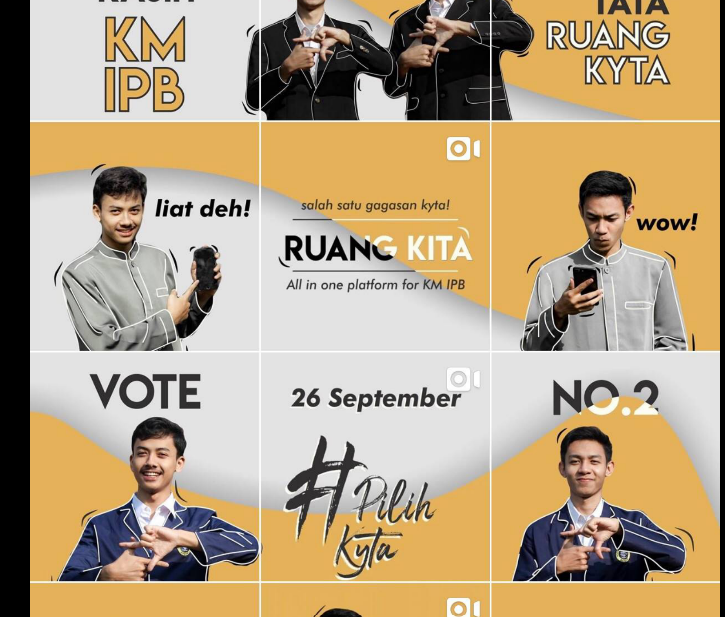 KM
IPB
TATA
RUANG
KYTA
liat deh!
salah satu gagasan kyta!
RUANG KITA
All in one platform for KM IPB
wow!
VOTE
26 September
#Pilih
Kyta
NO.2